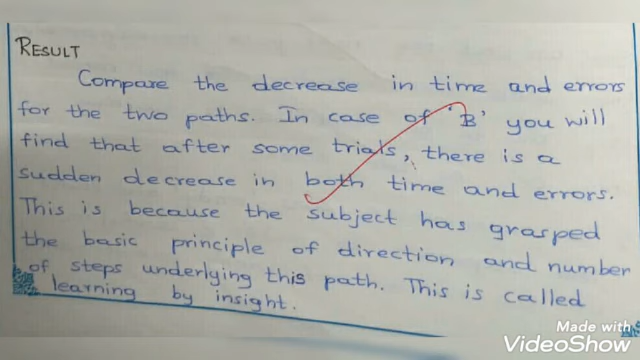 RESULT
Compare the decrease in time and errors
for the two paths. In case of 'B' you will
find that after some trials, there is a
sudden decrease in both time and errors.
This is because the subject has grasped
the basic principle of direction and number
of steps underlying this path. This is called
learning by insight.
Made with
VideoShow